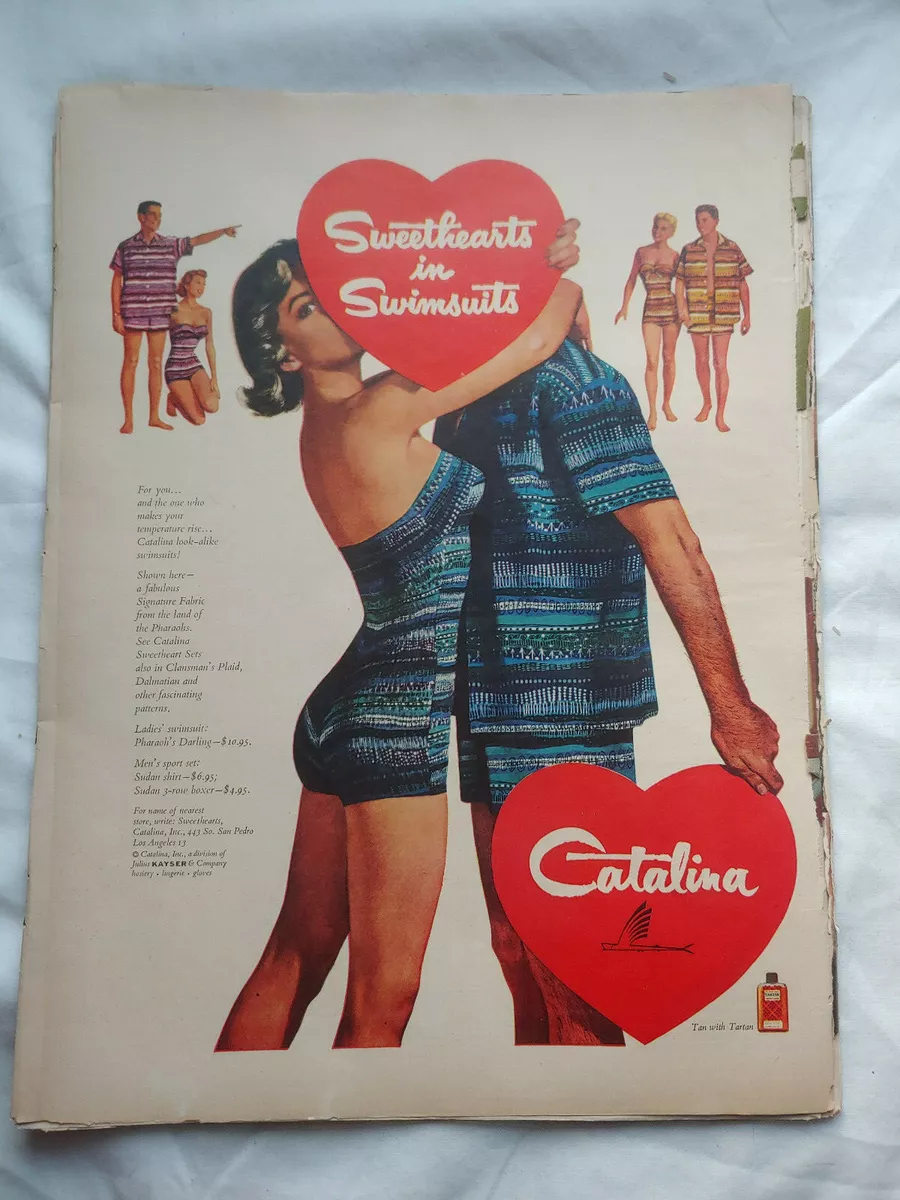 Sweethearts
in
Swimsuits
For you...
and the one who
makes your
temperature rise...
Catalina look-alike
swimsuits!
Shown here—
a fabulous
Signature Fabric
from the land of
the Pharaohs.
See Catalina
Sweetheart Sets
also in Clansman's Plaid,
Dalmatian and
other fascinating
patterns.
Ladies' swimsuit:
Pharaoh's Darling—$10.95.
Men's sport set:
Sudan shirt—$6.95;
Sudan 3-row boxer—$4.95.
For name of nearest
store, write: Sweethearts,
Catalina, Inc., 443 So. San Pedro
Los Angeles 13
© Catalina, Inc., a division of
Julius KAYSER & Company
hosiery • lingerie • gloves
Catalina
Tan with Tartan